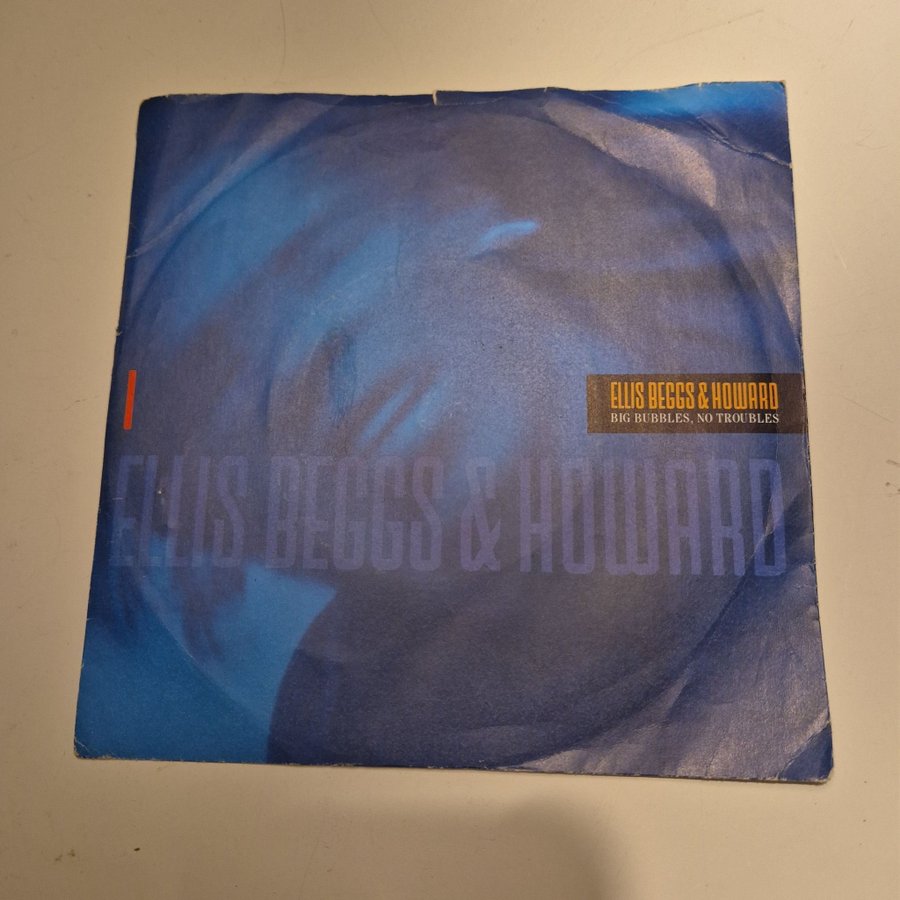 ELLIS BEGGS & HOWARD
BIG BUBBLES, NO TROUBLES
ELLIS BEGGS & HOWARD